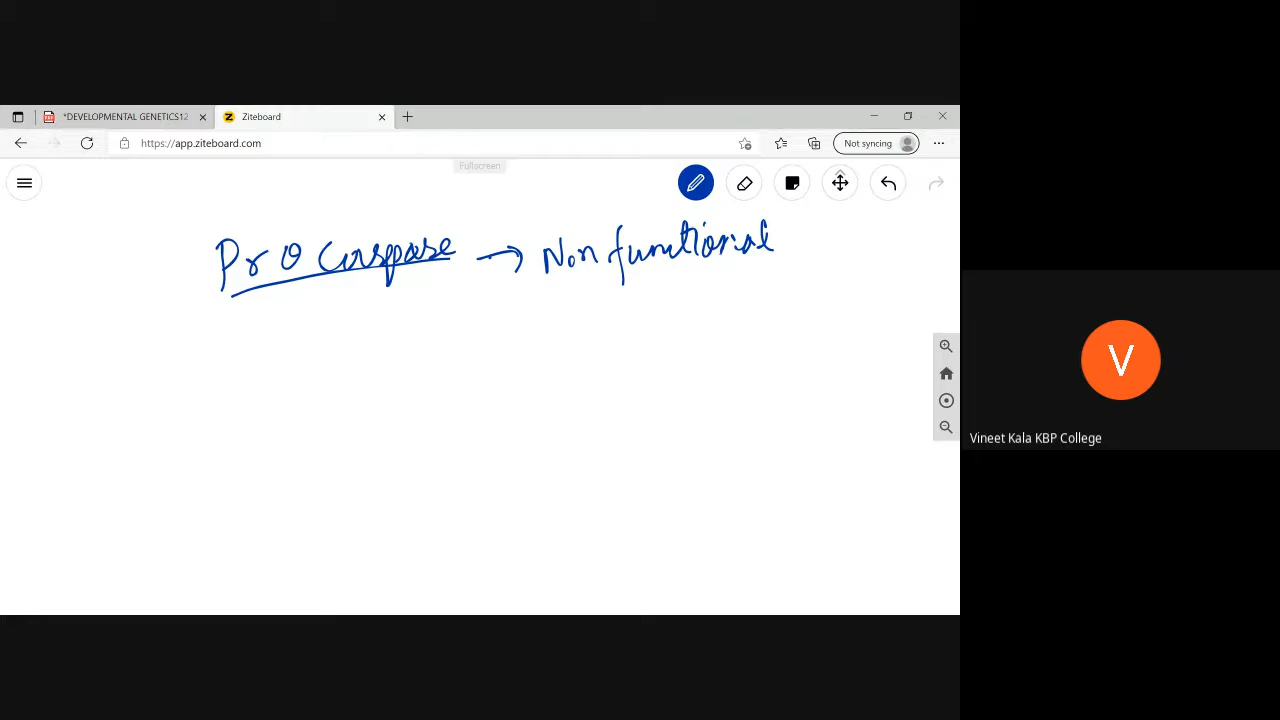 *DEVELOPMENTAL GENETICS12
Ziteboard
https://app.ziteboard.com
Not syncing
Fullscreen
Pro Caspase → Non functional
V
Vineet Kala KBP College